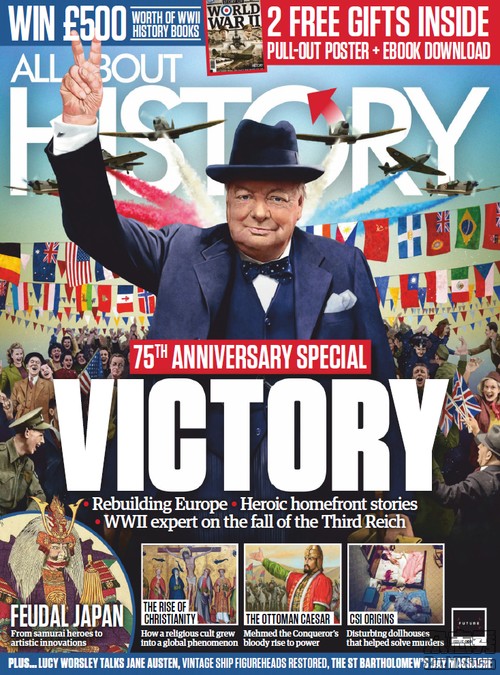 WIN £500
WORTH OF WWII
HISTORY BOOKS
WORLD
WAR II
2 FREE GIFTS INSIDE
PULL-OUT POSTER + EBOOK DOWNLOAD
ALL ABOUT
HISTORY
75TH ANNIVERSARY SPECIAL
VICTORY
• Rebuilding Europe • Heroic homefront stories
• WWII expert on the fall of the Third Reich
FEUDAL JAPAN
From samurai heroes to
artistic innovations
THE RISE OF
CHRISTIANITY
How a religious cult grew
into a global phenomenon
THE OTTOMAN CAESAR
Mehmed the Conqueror's
bloody rise to power
CSI ORIGINS
Disturbing dollhouses
that helped solve murders
FUTURE
PLUS... LUCY WORSLEY TALKS JANE AUSTEN, VINTAGE SHIP FIGUREHEADS RESTORED, THE ST BARTHOLOMEW'S DAY MASSACRE